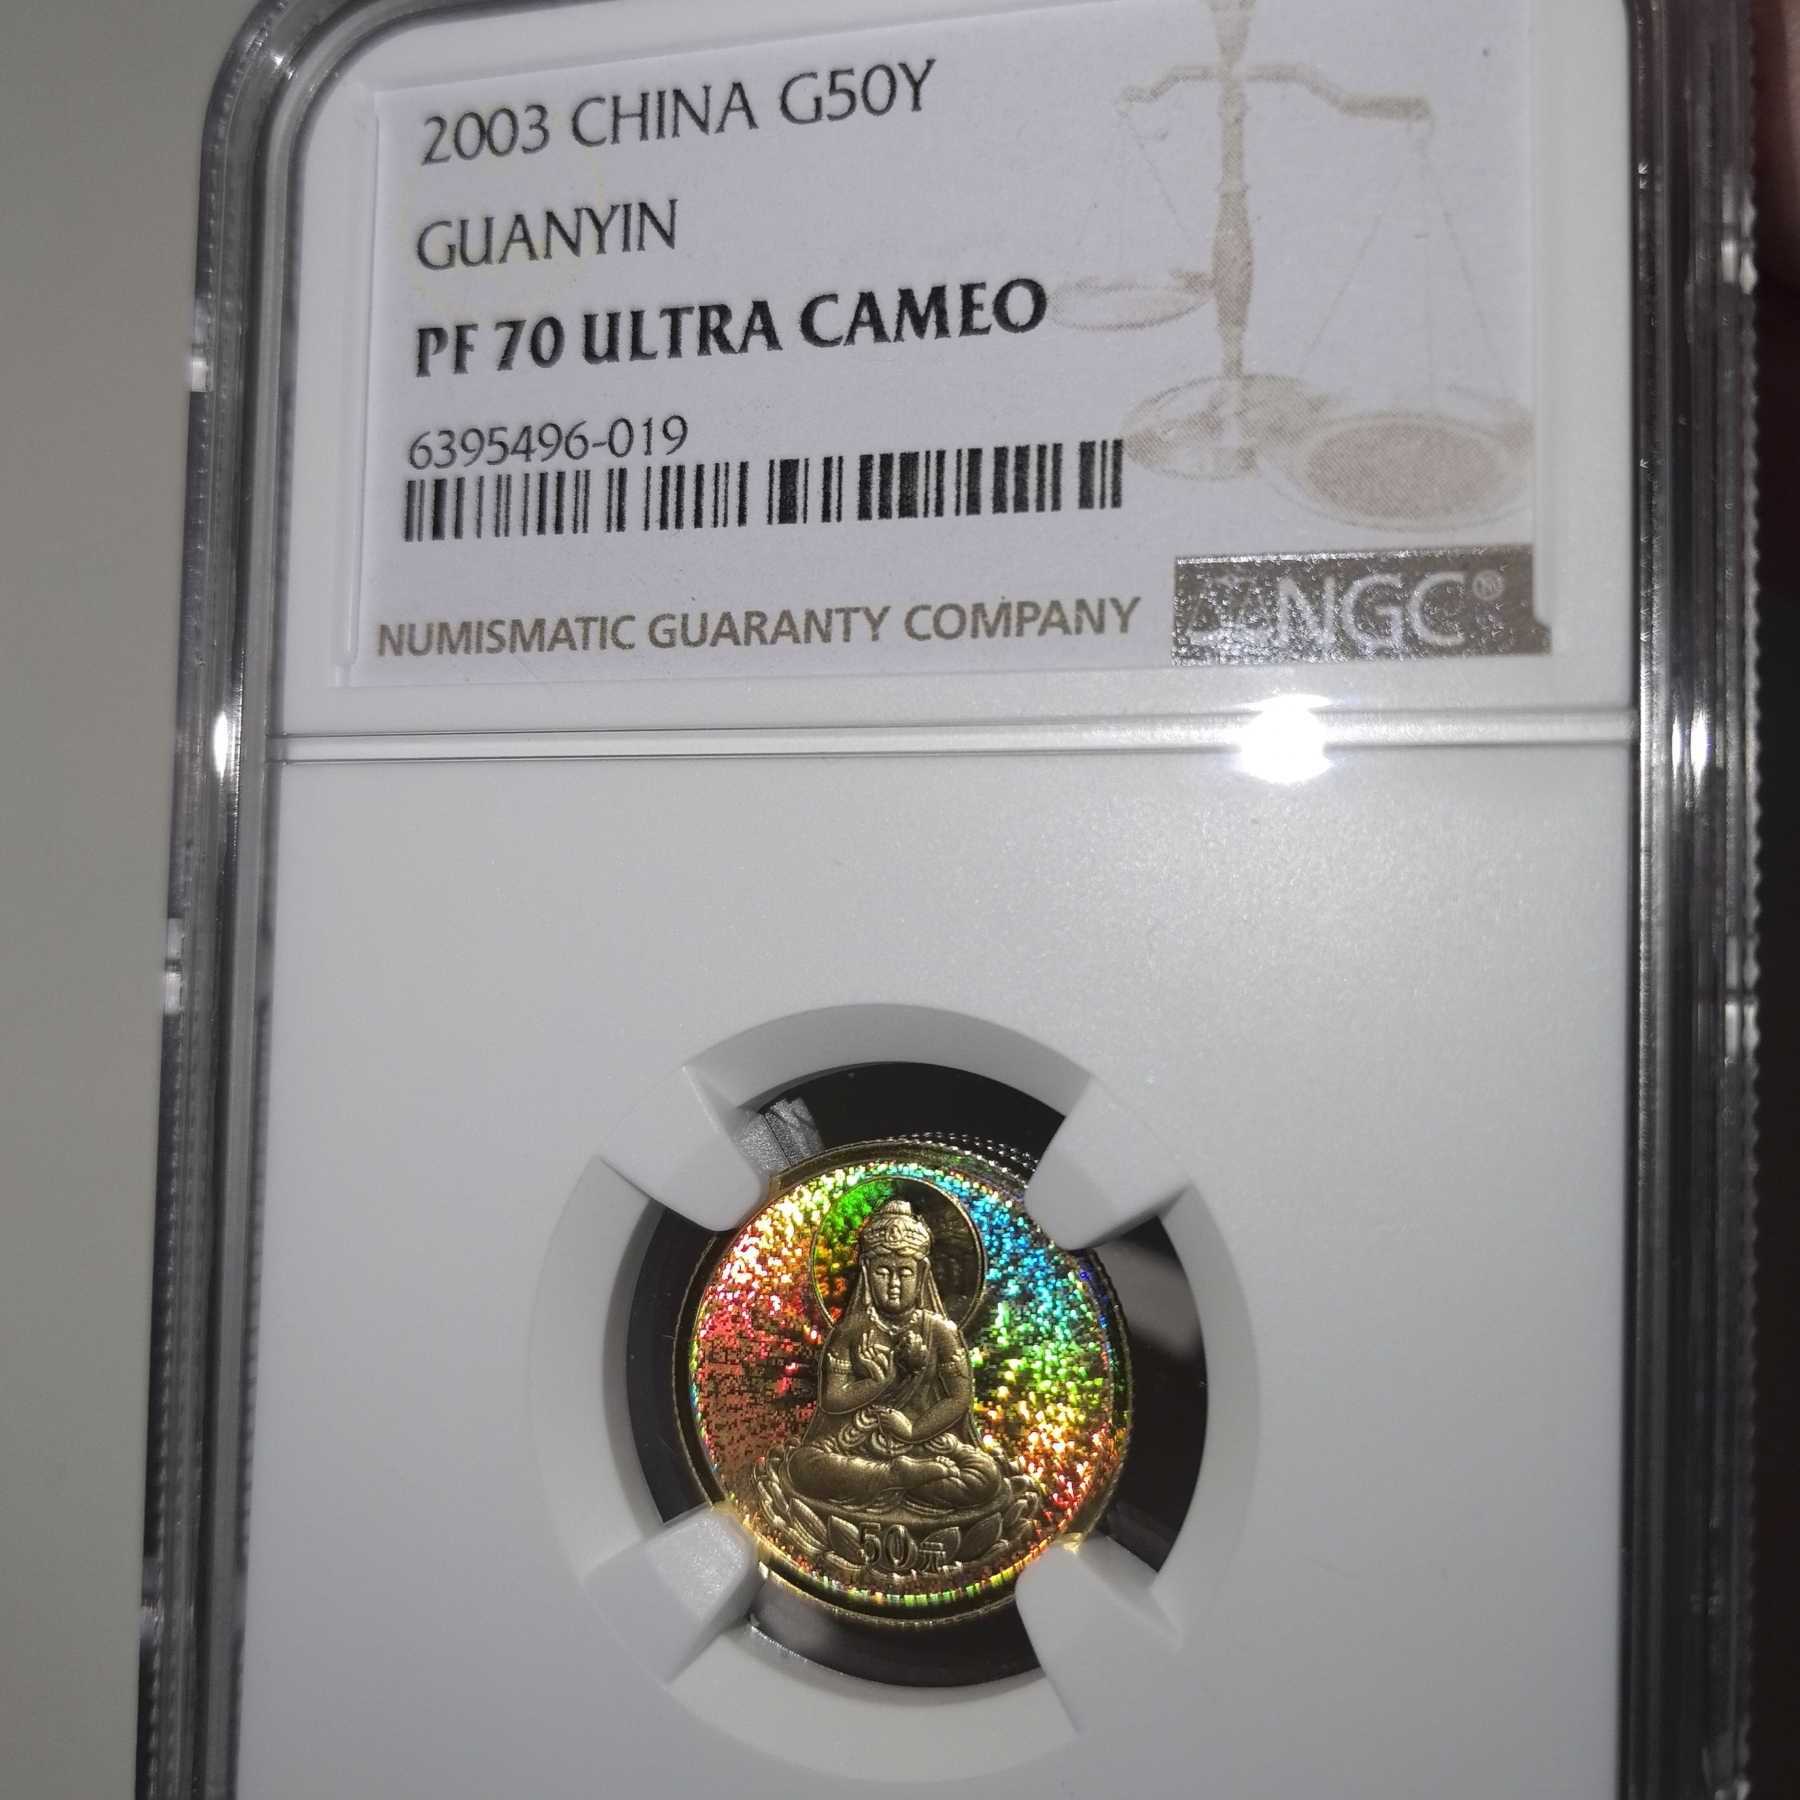 2003 CHINA G50Y
GUANYIN
PF 70 ULTRA CAMEO
6395496-019
NUMISMATIC GUARANTY COMPANY
NGC®
50元